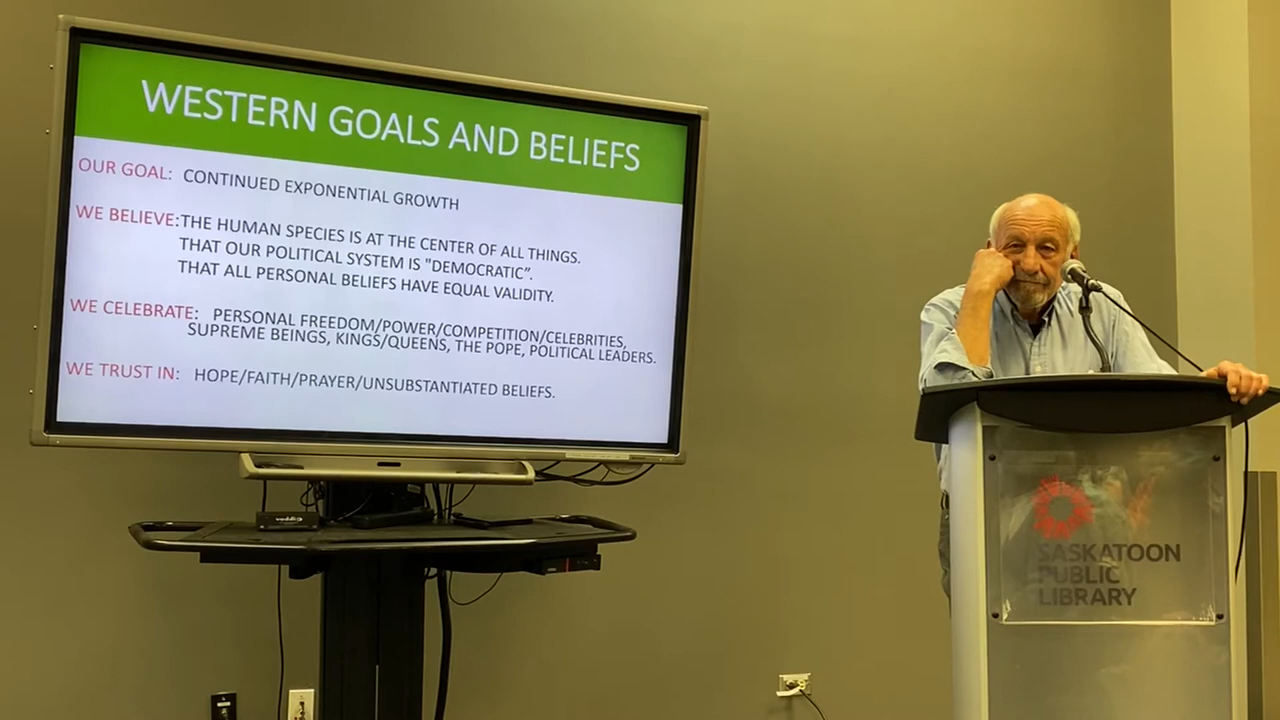 WESTERN GOALS AND BELIEFS
OUR GOAL: CONTINUED EXPONENTIAL GROWTH
WE BELIEVE:THE HUMAN SPECIES IS AT THE CENTER OF ALL THINGS.
THAT OUR POLITICAL SYSTEM IS "DEMOCRATIC”.
THAT ALL PERSONAL BELIEFS HAVE EQUAL VALIDITY.
WE CELEBRATE: PERSONAL FREEDOM/POWER/COMPETITION/CELEBRITIES,
SUPREME BEINGS, KINGS/QUEENS, THE POPE, POLITICAL LEADERS.
WE TRUST IN: HOPE/FAITH/PRAYER/UNSUBSTANTIATED BELIEFS.
SASKATOON
PUBLIC
LIBRARY